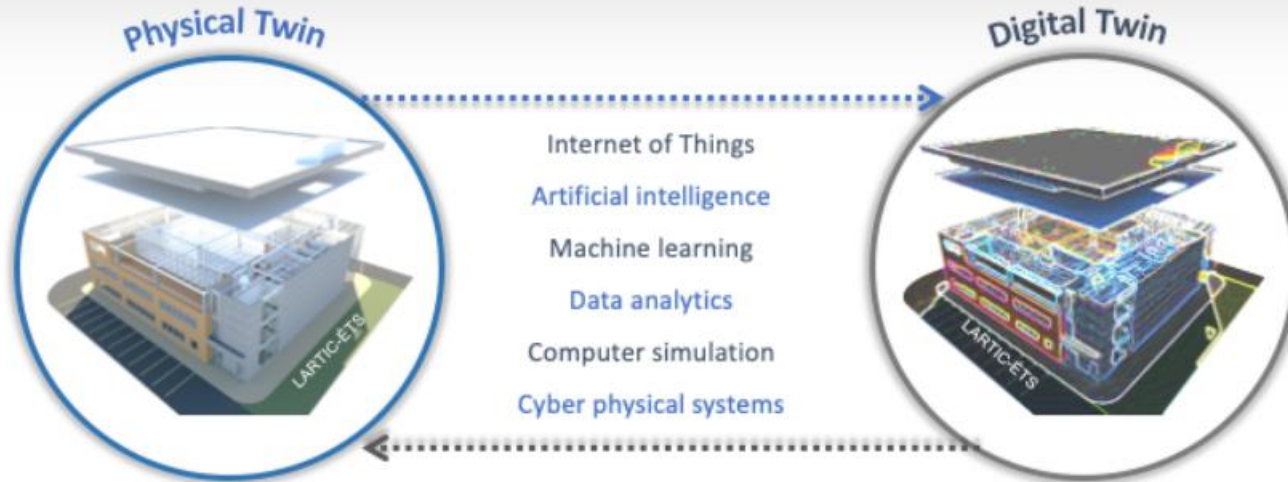 Physical Twin
Digital Twin
Internet of Things
Artificial intelligence
Machine learning
Data analytics
Computer simulation
Cyber physical systems
LARTIC-ÉTS
LARTIC-ÉTS